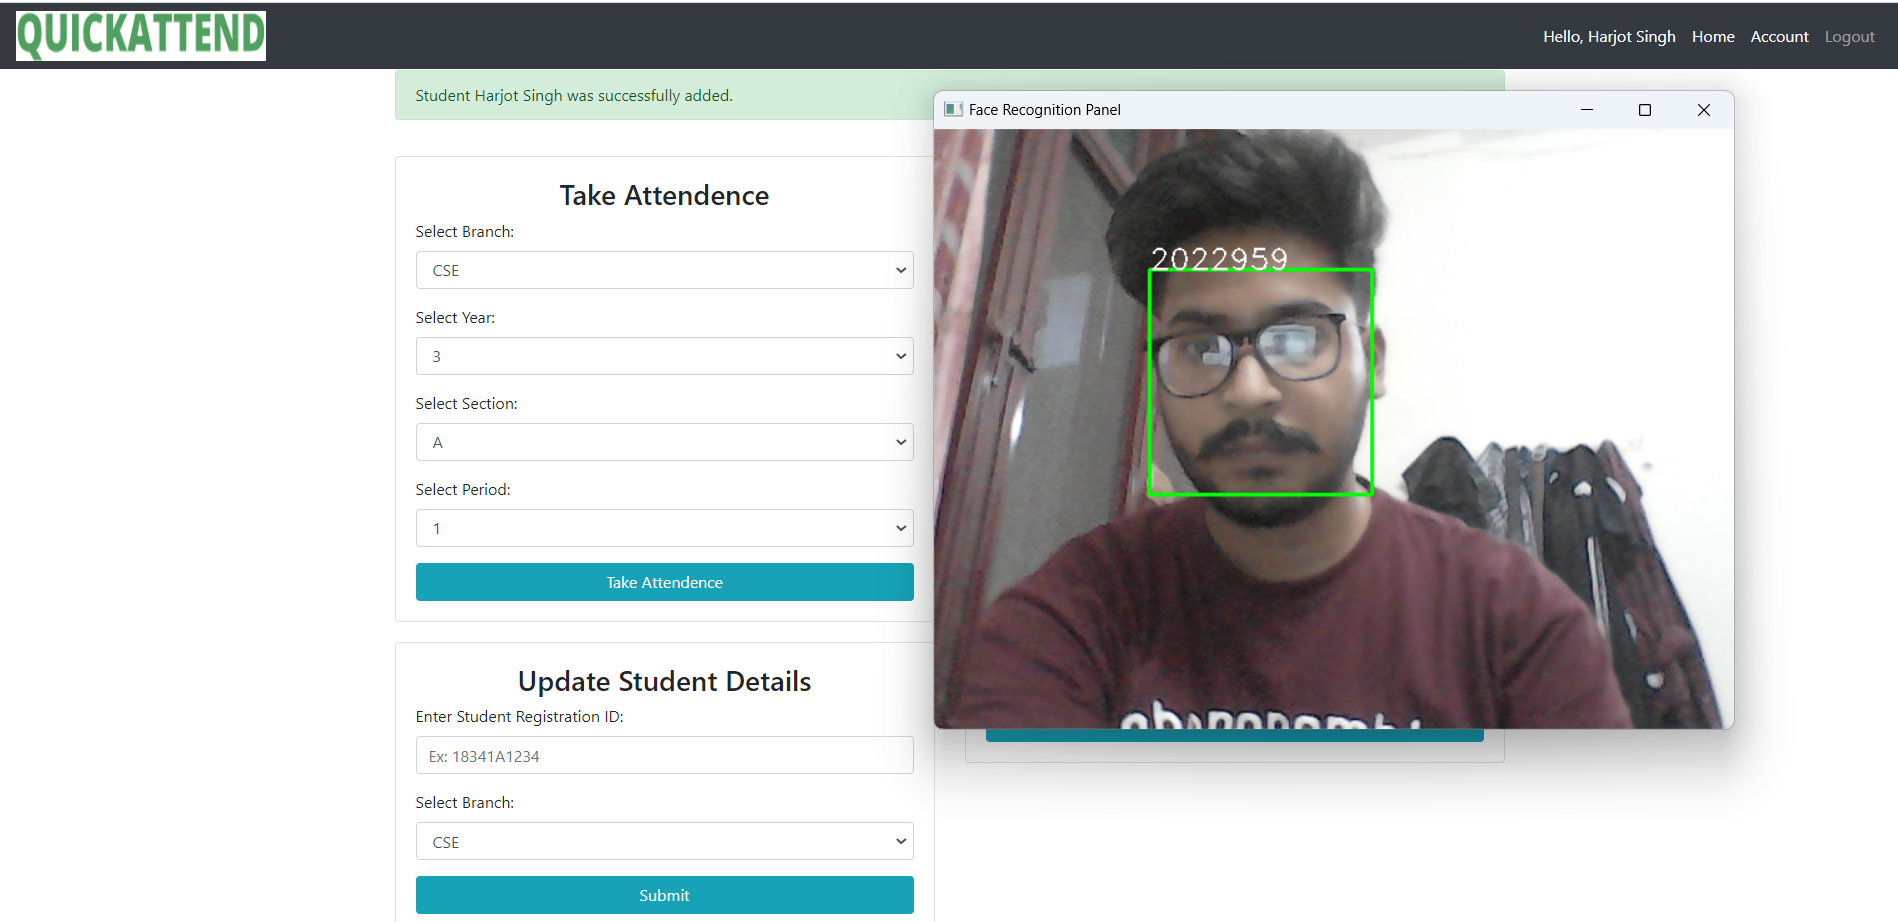 QUICKATTEND
Hello, Harjot Singh Home Account Logout
Student Harjot Singh was successfully added.
Take Attendence
Select Branch:
CSE
Select Year:
3
Select Section:
A
Select Period:
1
Take Attendence
Update Student Details
Enter Student Registration ID:
Ex: 18341A1234
Select Branch:
CSE
Submit
Face Recognition Panel
2022959